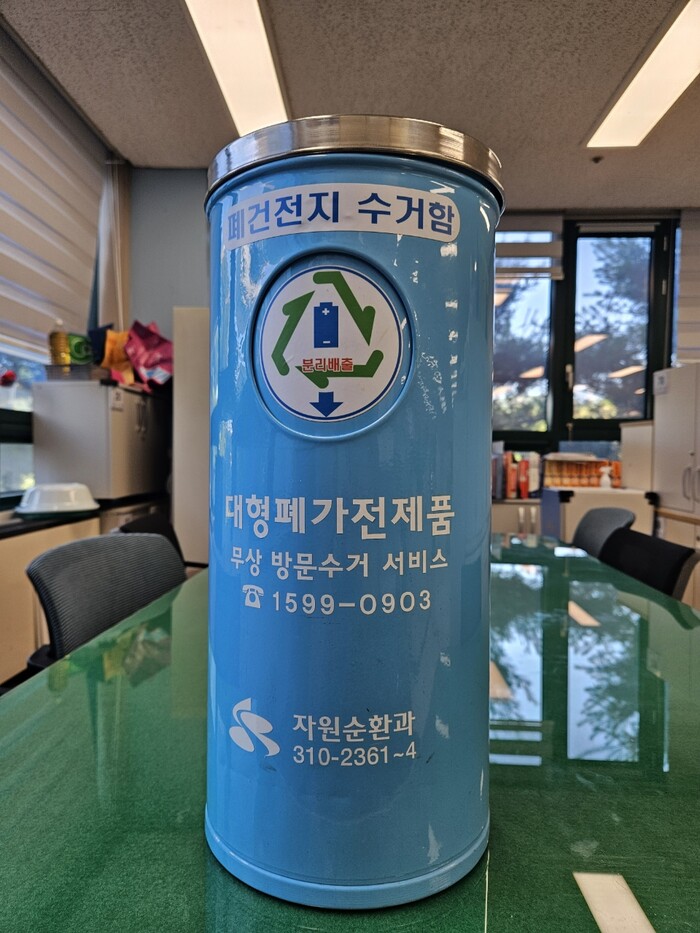 폐건전지 수거함
분리배출
대형폐가전제품
무상 방문수거 서비스
☎ 1599-0903
자원순환과
310-2361~4